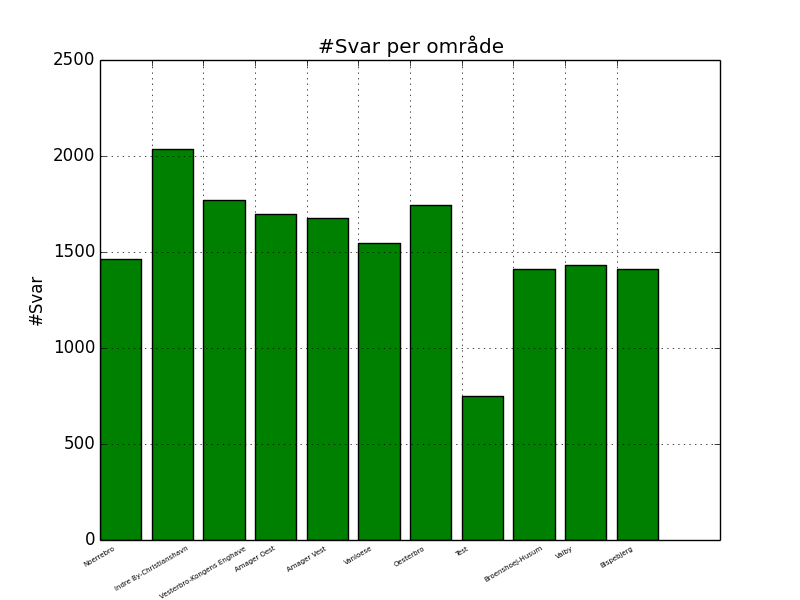 #Svar per område
2500
2000
1500
1000
500
0
#Svar
Noerrebro
Indre By-Christianshavn
Vesterbro-Kongens Enghave
Amager Oest
Amager Vest
Vanloese
Oesterbro
Test
Broenshoej-Husum
Valby
Bispebjerg